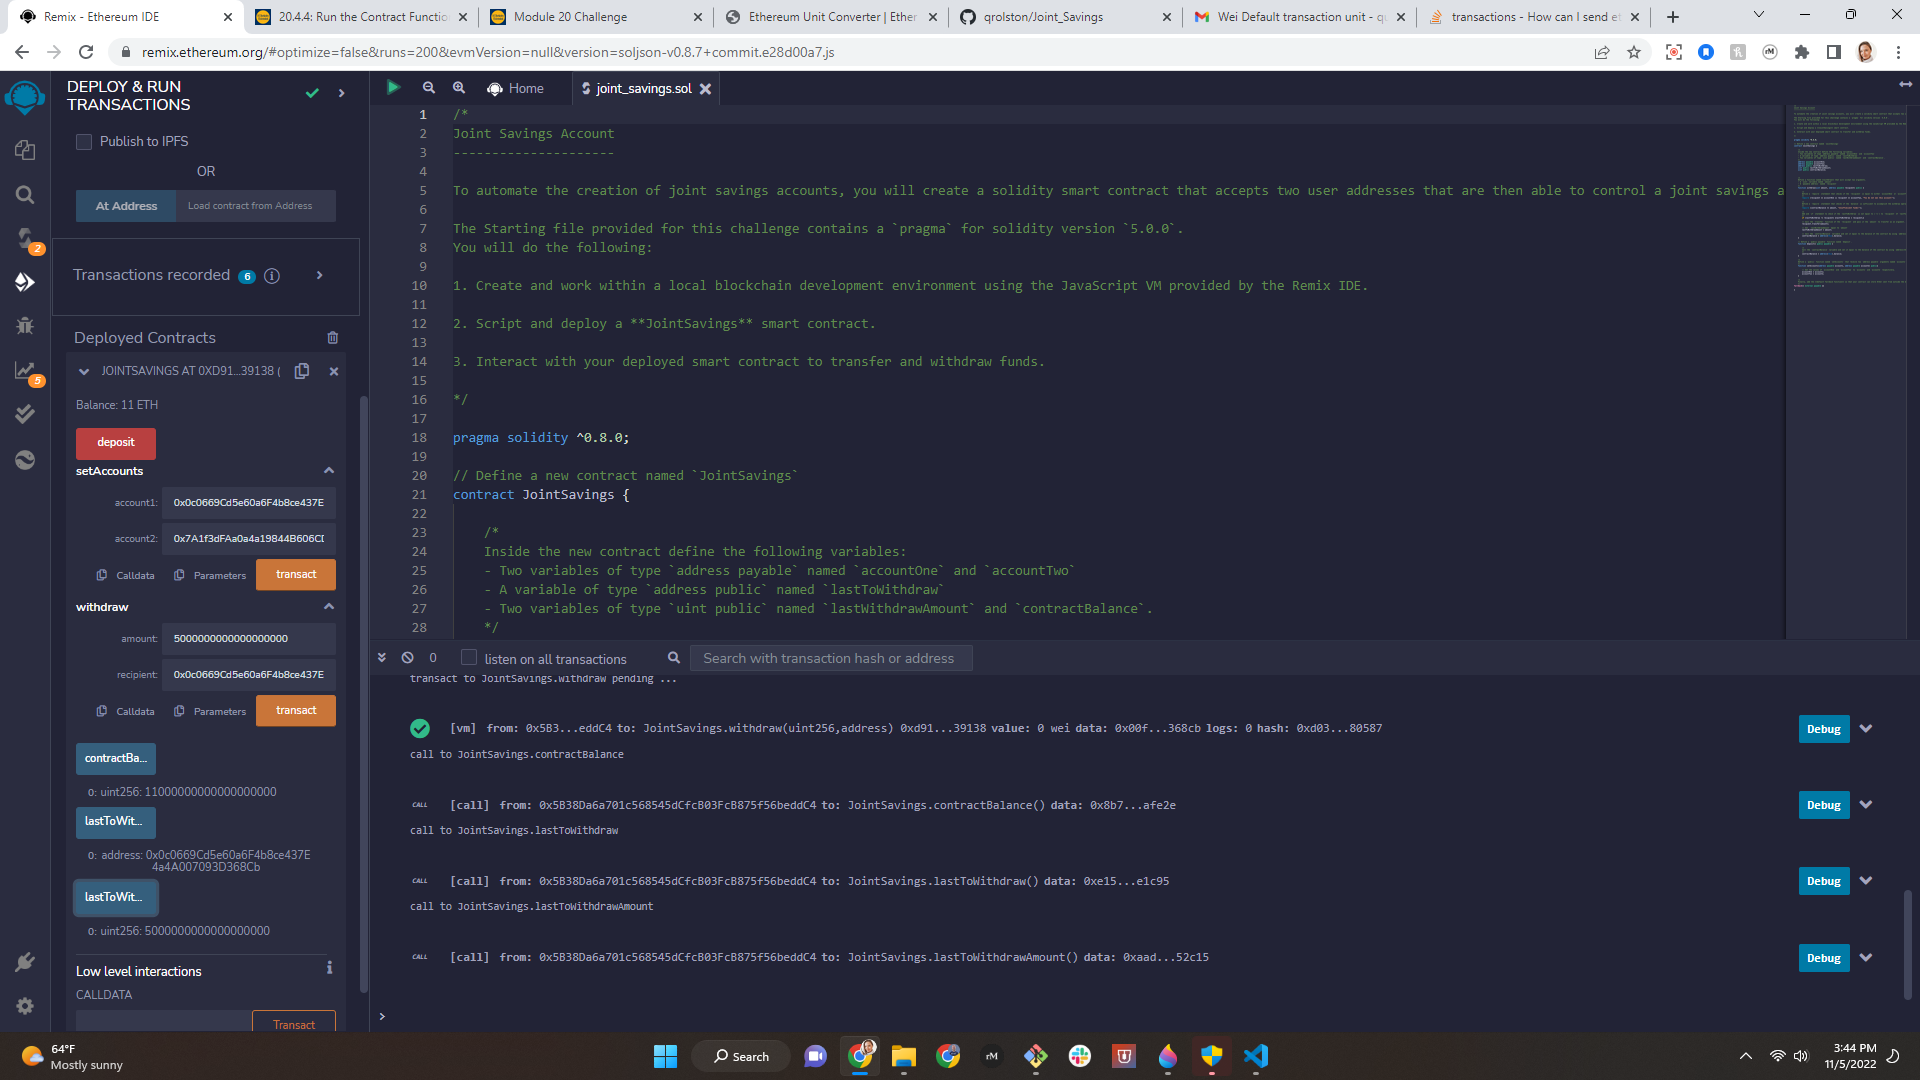 Remix - Ethereum IDE
20.4.4: Run the Contract Functio
Module 20 Challenge
Ethereum Unit Converter | Ether
qrolston/Joint_Savings
Wei Default transaction unit - q
transactions - How can I send et
remix.ethereum.org/#optimize=false&runs=200&evmVersion=null&version=soljson-v0.8.7+commit.e28d00a7.js
DEPLOY & RUN
TRANSACTIONS
Publish to IPFS
OR
At Address
Load contract from Address
Transactions recorded 6
Deployed Contracts
JOINTSAVINGS AT 0XD91...39138 (
Balance: 11 ETH
deposit
setAccounts
account1: 0x0c0669Cd5e60a6F4b8ce437E
account2: 0x7A1f3dFAa0a4a19844B606CD
Calldata
Parameters
transact
withdraw
amount: 5000000000000000000
recipient: 0x0c0669Cd5e60a6F4b8ce437E
Calldata
Parameters
transact
contractBa...
0: uint256: 11000000000000000000
lastToWit...
0: address: 0x0c0669Cd5e60a6F4b8ce437E
4a4A007093D368Cb
lastToWit...
0: uint256: 5000000000000000000
Low level interactions
CALLDATA
Transact
2
5
Home
joint_savings.sol
1 /*
2 Joint Savings Account
3 ---------------------
4
5 To automate the creation of joint savings accounts, you will create a solidity smart contract that accepts two user addresses that are then able to control a joint savings a
6
7 The Starting file provided for this challenge contains a `pragma` for solidity version `5.0.0`.
8 You will do the following:
9
10 1. Create and work within a local blockchain development environment using the JavaScript VM provided by the Remix IDE.
11
12 2. Script and deploy a **JointSavings** smart contract.
13
14 3. Interact with your deployed smart contract to transfer and withdraw funds.
15
16 */
17
18 pragma solidity ^0.8.0;
19
20 // Define a new contract named `JointSavings`
21 contract JointSavings {
22
23 /*
24 Inside the new contract define the following variables:
25 - Two variables of type `address payable` named `accountOne` and `accountTwo`
26 - A variable of type `address public` named `lastToWithdraw`
27 - Two variables of type `uint public` named `lastWithdrawAmount` and `contractBalance`.
28 */
0
listen on all transactions
Search with transaction hash or address
transact to JointSavings.withdraw pending ...
[vm] from: 0x5B3...eddC4 to: JointSavings.withdraw(uint256,address) 0xd91...39138 value: 0 wei data: 0x00f...368cb logs: 0 hash: 0xd03...80587
Debug
call to JointSavings.contractBalance
CALL [call] from: 0x5B38Da6a701c568545dCfcB03FcB875f56beddC4 to: JointSavings.contractBalance() data: 0x8b7...afe2e
Debug
call to JointSavings.lastToWithdraw
CALL [call] from: 0x5B38Da6a701c568545dCfcB03FcB875f56beddC4 to: JointSavings.lastToWithdraw() data: 0xe15...e1c95
Debug
call to JointSavings.lastToWithdrawAmount
CALL [call] from: 0x5B38Da6a701c568545dCfcB03FcB875f56beddC4 to: JointSavings.lastToWithdrawAmount() data: 0xaad...52c15
Debug
>
64°F
Mostly sunny
Search
rM
3:44 PM
11/5/2022